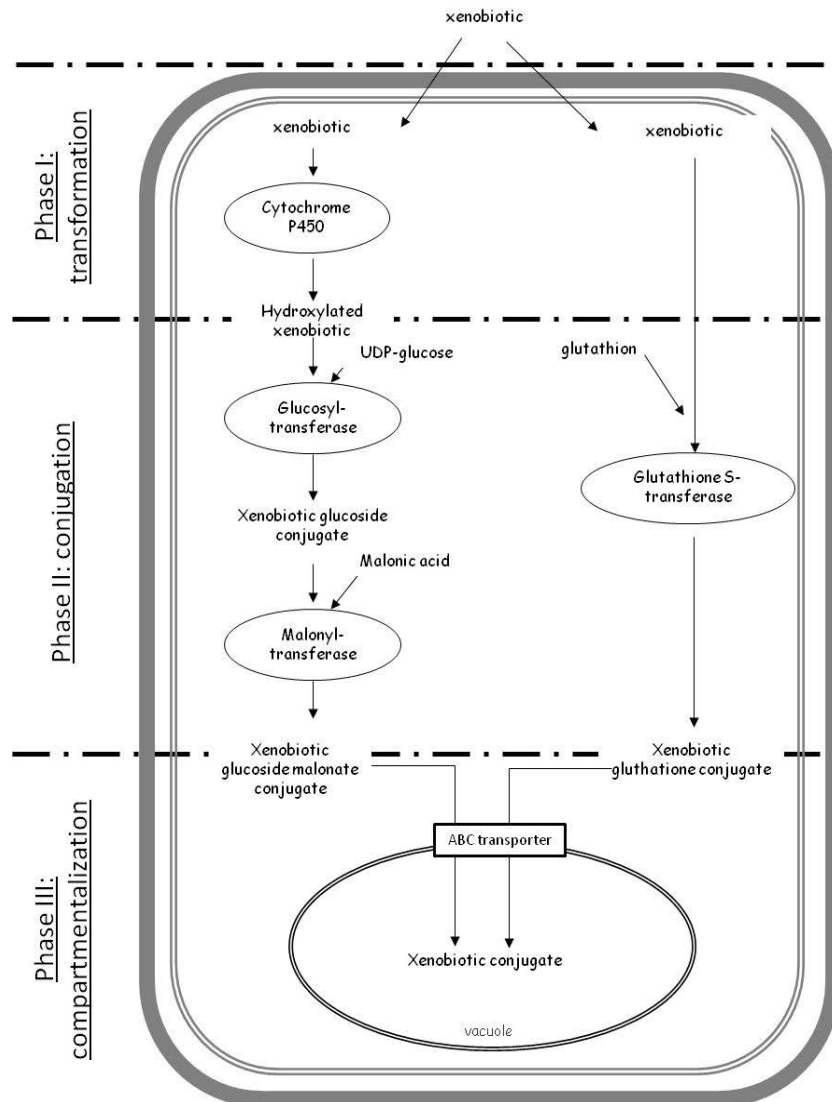 xenobiotic
Phase I:
transformation
xenobiotic
xenobiotic
Cytochrome
P450
Hydroxylated
xenobiotic
Phase II: conjugation
UDP-glucose
glutathion
Glucosyl-
transferase
Glutathione S-
transferase
Xenobiotic glucoside
conjugate
Malonic acid
Malonyl-
transferase
Phase III:
compartmentalization
Xenobiotic
glucoside malonate
conjugate
Xenobiotic
gluthatione conjugate
ABC transporter
Xenobiotic conjugate
vacuole